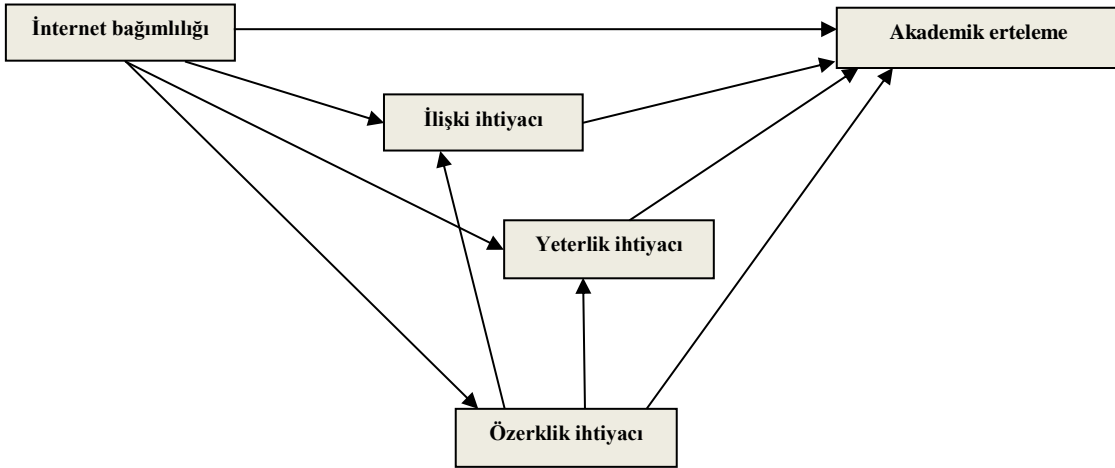 İnternet bağımlılığı
Akademik erteleme
İlişki ihtiyacı
Yeterlik ihtiyacı
Özerklik ihtiyacı